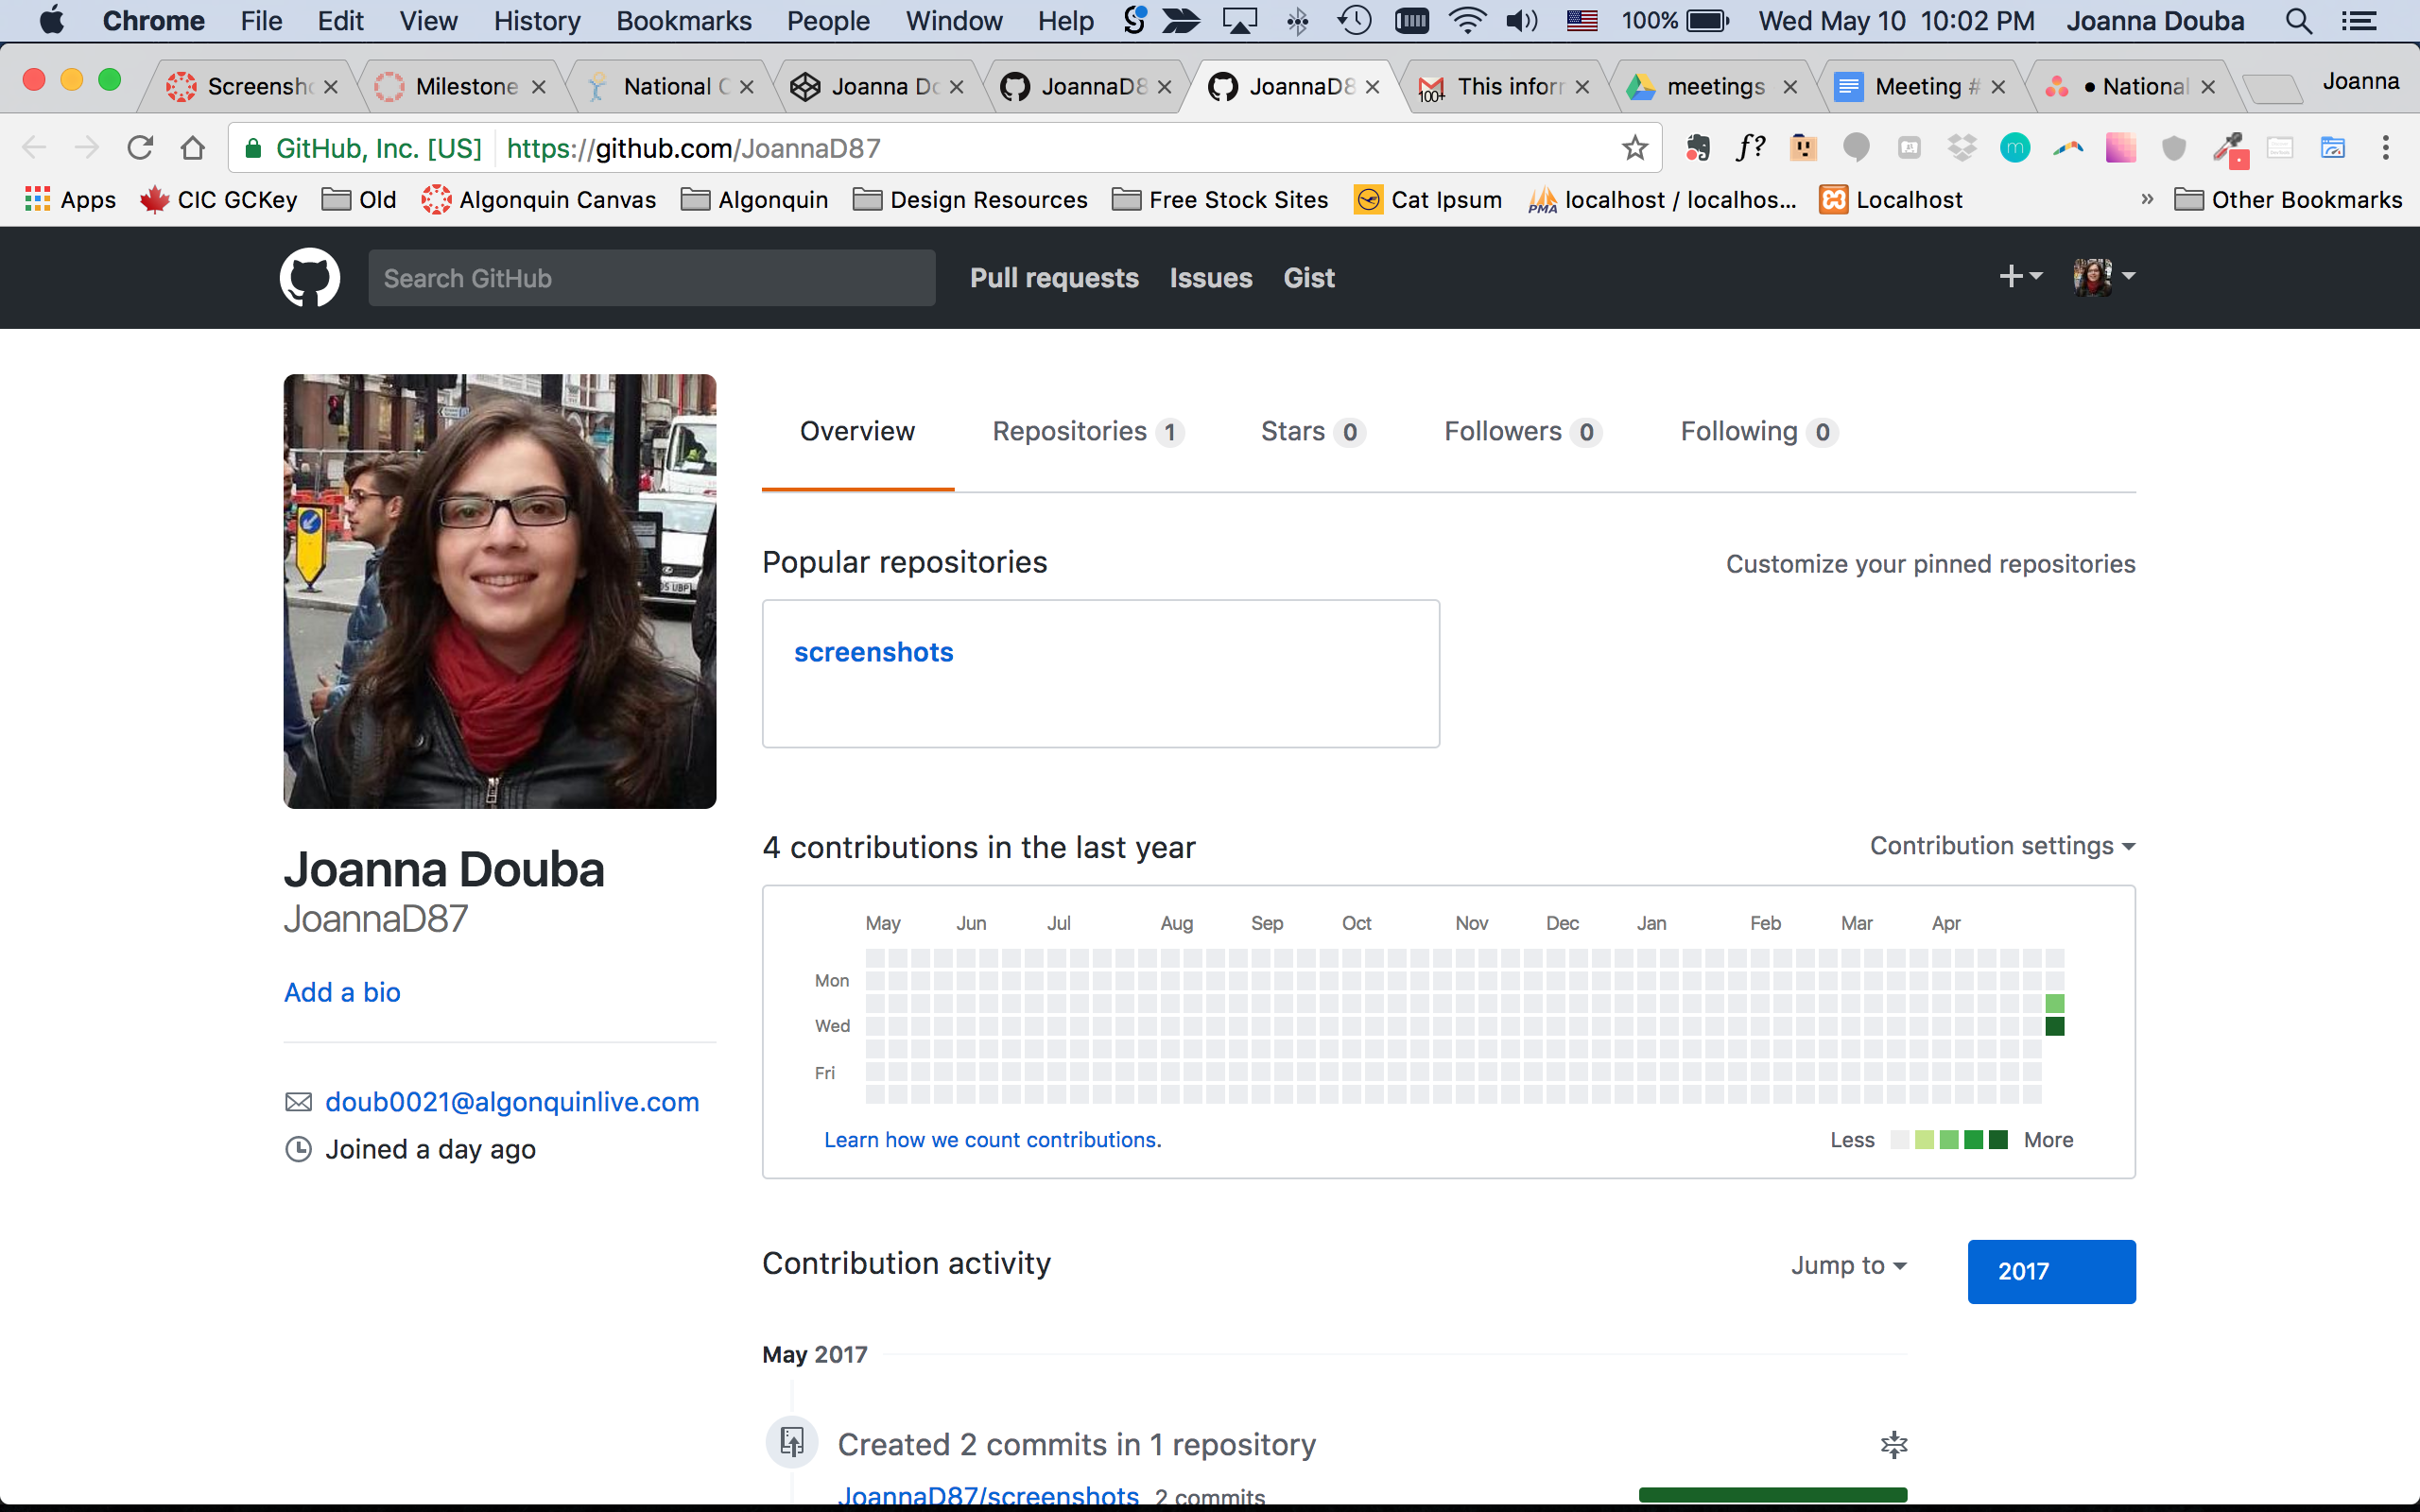 Chrome File Edit View History Bookmarks People Window Help 100% Wed May 10 10:02 PM Joanna Douba
Screensho Milestone National C Joanna Do JoannaD8 JoannaD8 100+ This inforr meetings Meeting # • National Joanna
GitHub, Inc. [US] https://github.com/JoannaD87 f? m
Apps CIC GCKey Old Algonquin Canvas Algonquin Design Resources Free Stock Sites Cat Ipsum PMA localhost / localhos... Localhost » Other Bookmarks
Search GitHub Pull requests Issues Gist
Overview Repositories 1 Stars 0 Followers 0 Following 0
Popular repositories Customize your pinned repositories
screenshots
Joanna Douba
JoannaD87
Add a bio
doub0021@algonquinlive.com
Joined a day ago
4 contributions in the last year Contribution settings
May Jun Jul Aug Sep Oct Nov Dec Jan Feb Mar Apr
Mon
Wed
Fri
Learn how we count contributions. Less More
Contribution activity Jump to 2017
May 2017
Created 2 commits in 1 repository
JoannaD87/screenshots 2 commits